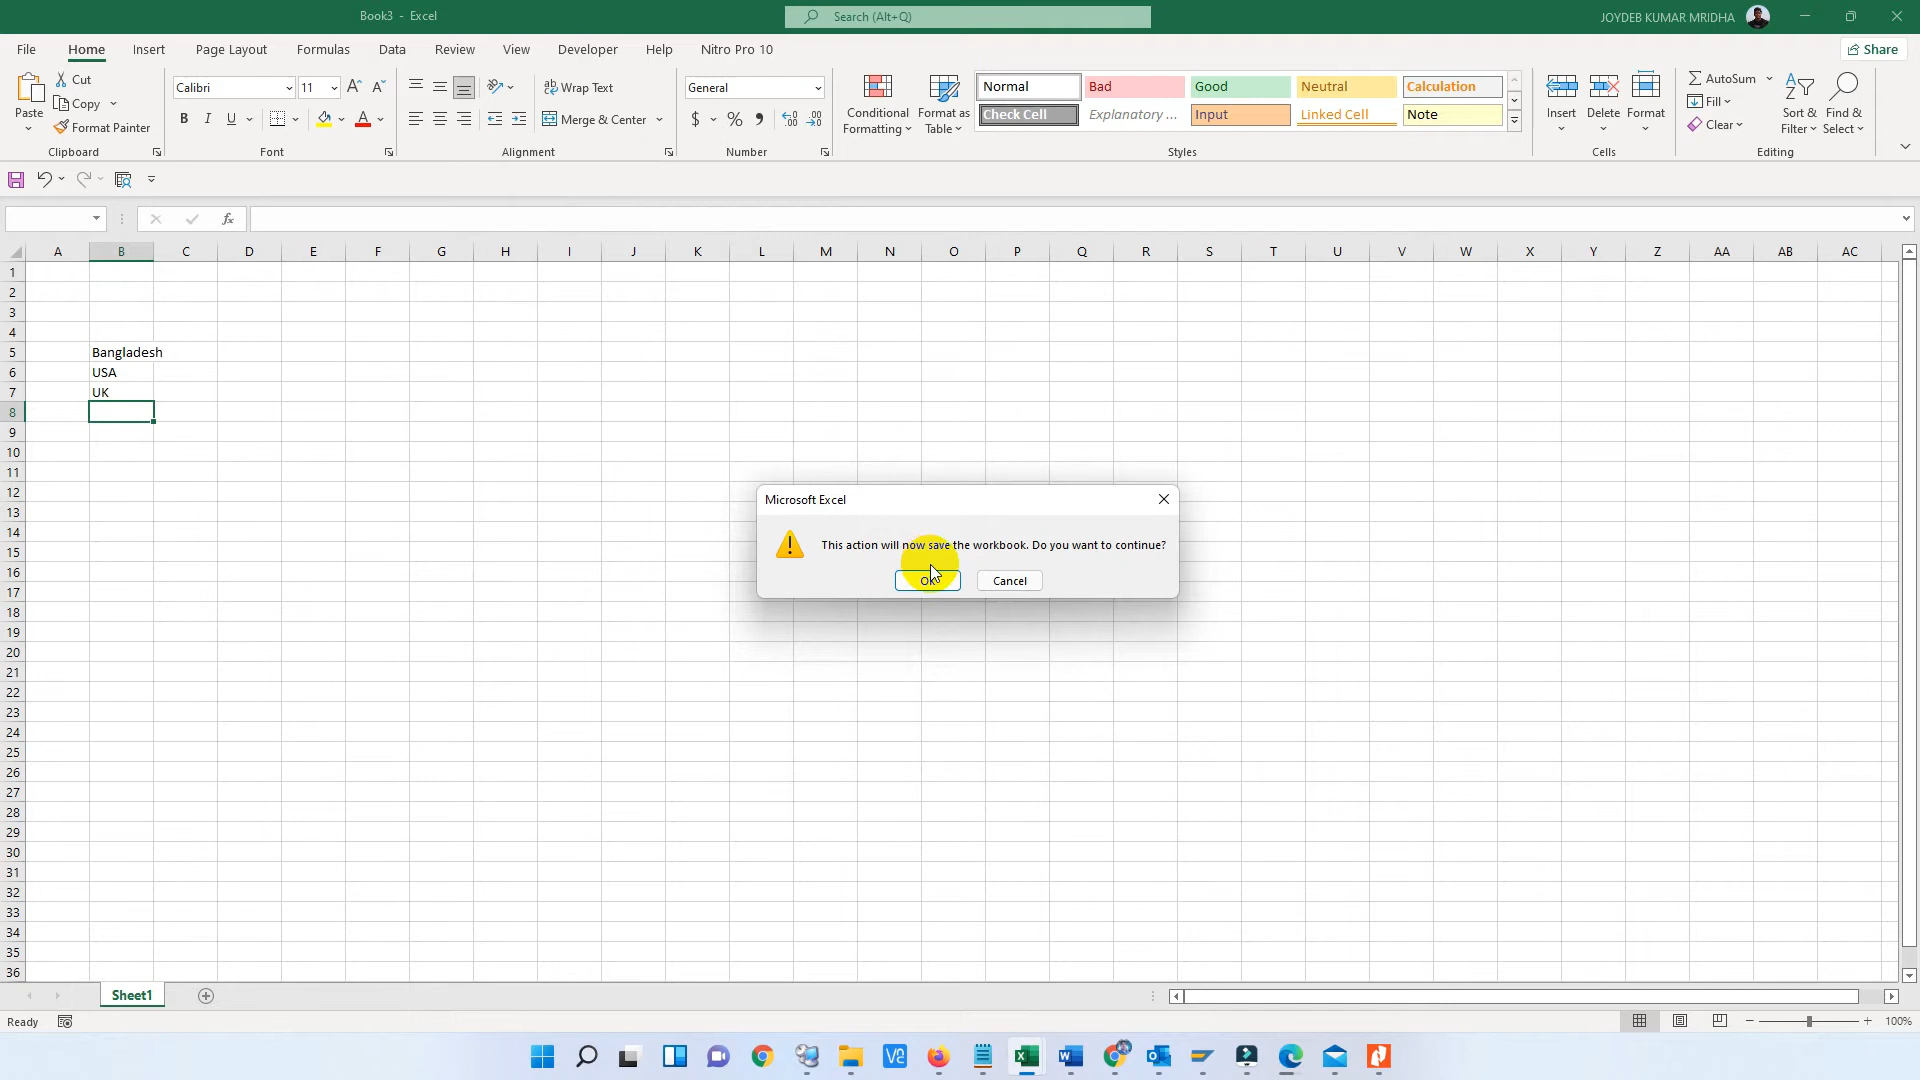 Book3 - Excel
Search (Alt+Q)
JOYDEB KUMAR MRIDHA
File Home Insert Page Layout Formulas Data Review View Developer Help Nitro Pro 10
Share
Paste
Cut
Copy
Format Painter
Clipboard
Calibri 11
B I U
Font
Wrap Text
Merge & Center
Alignment
General
$ %
Number
Conditional
Formatting
Format as
Table
Normal Bad Good Neutral Calculation
Check Cell Explanatory ... Input Linked Cell Note
Styles
Insert Delete Format
Cells
AutoSum
Fill
Clear
Sort &
Filter
Find &
Select
Editing
fx
A B C D E F G H I J K L M N O P Q R S T U V W X Y Z AA AB AC
1
2
3
4
5 Bangladesh
6 USA
7 UK
8
9
10
11
12
13
14
15
16
17
18
19
20
21
22
23
24
25
26
27
28
29
30
31
32
33
34
35
36
Microsoft Excel
This action will now save the workbook. Do you want to continue?
OK Cancel
Sheet1
Ready
100%